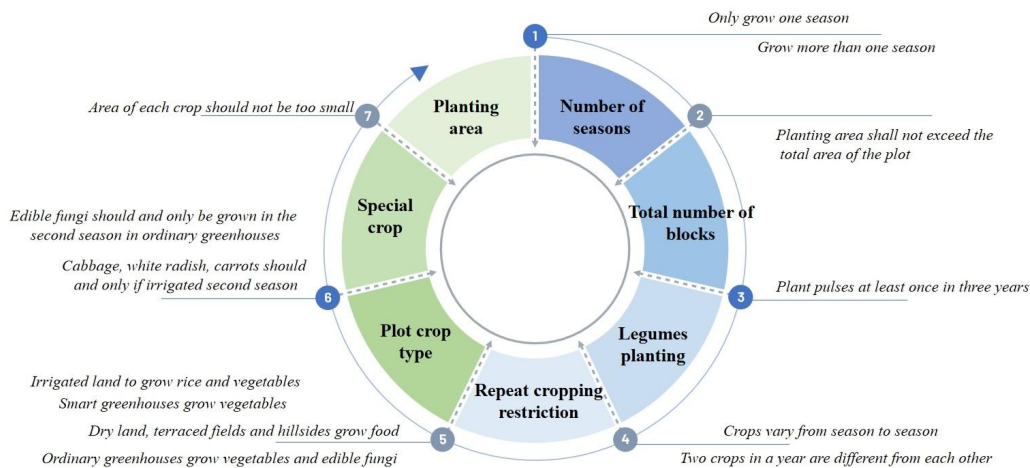 1
Only grow one season
Grow more than one season
Number of
seasons
2
Planting area shall not exceed the
total area of the plot
Total number of
blocks
3
Plant pulses at least once in three years
Legumes
planting
4
Crops vary from season to season
Two crops in a year are different from each other
Repeat cropping
restriction
5
Irrigated land to grow rice and vegetables
Smart greenhouses grow vegetables
Dry land, terraced fields and hillsides grow food
Ordinary greenhouses grow vegetables and edible fungi
Plot crop
type
6
Edible fungi should and only be grown in the
second season in ordinary greenhouses
Cabbage, white radish, carrots should
and only if irrigated second season
Special
crop
7
Area of each crop should not be too small
Planting
area